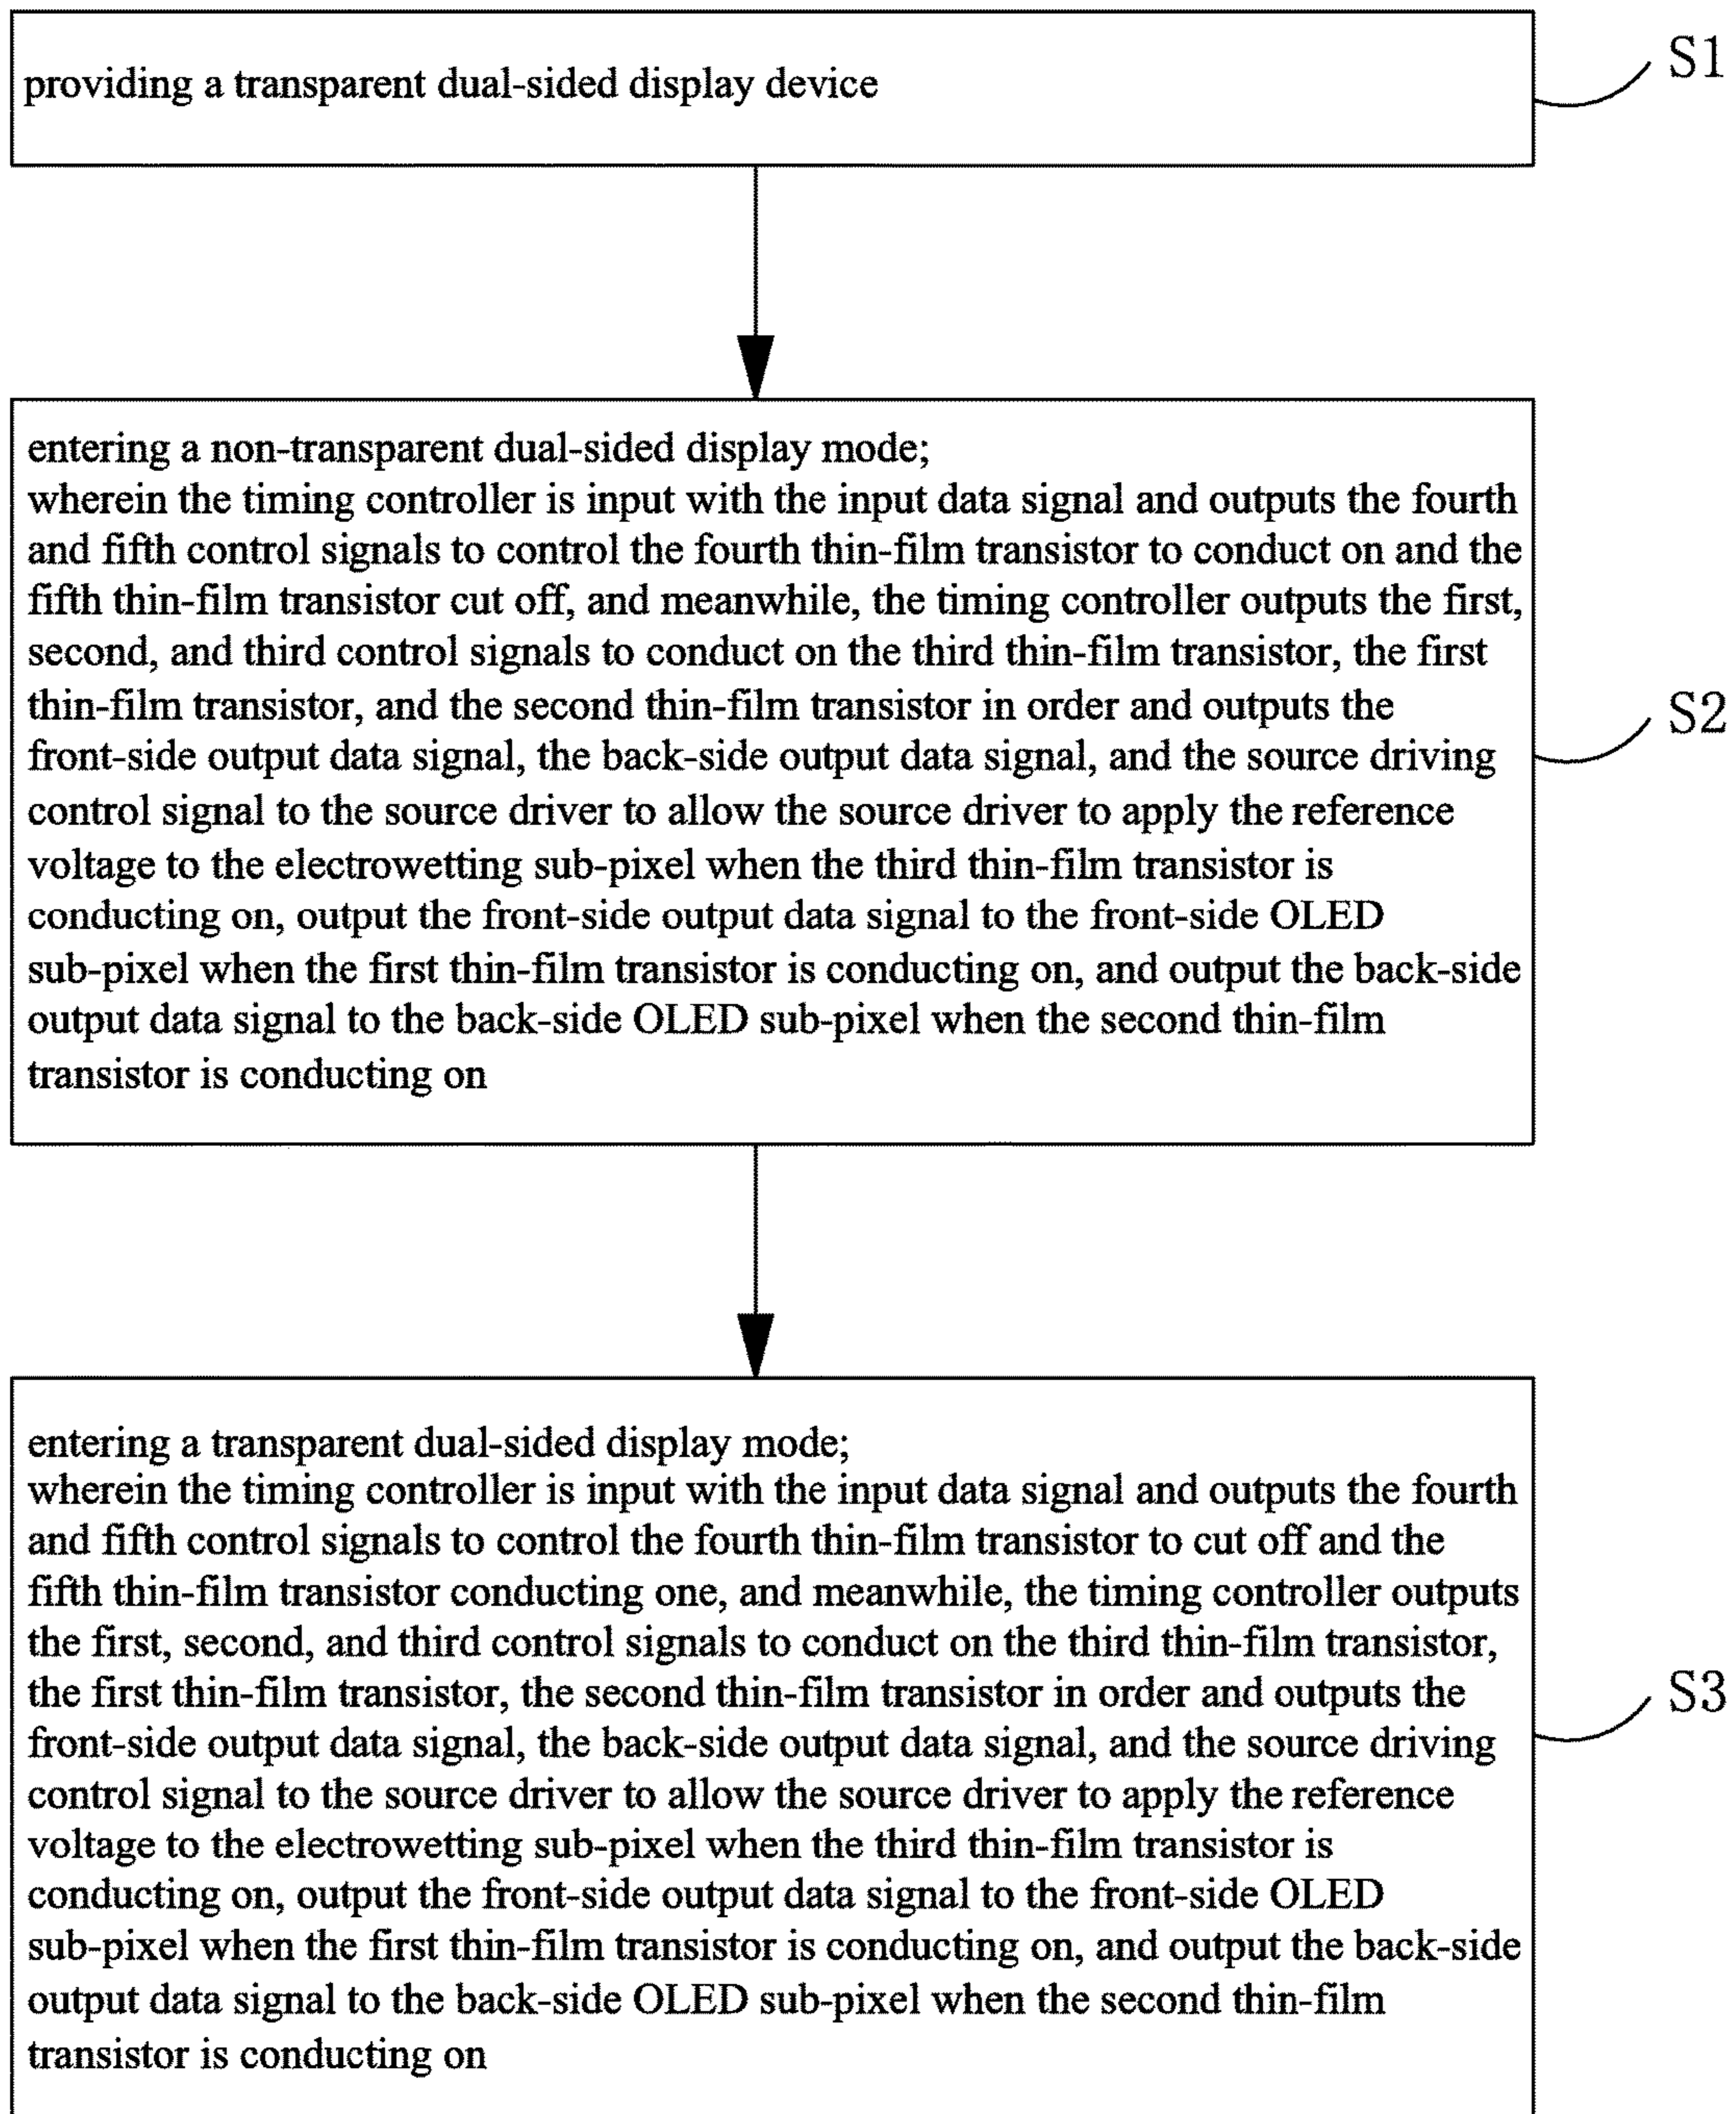 providing a transparent dual-sided display device
S1
entering a non-transparent dual-sided display mode;
wherein the timing controller is input with the input data signal and outputs the fourth
and fifth control signals to control the fourth thin-film transistor to conduct on and the
fifth thin-film transistor cut off, and meanwhile, the timing controller outputs the first,
second, and third control signals to conduct on the third thin-film transistor, the first
thin-film transistor, and the second thin-film transistor in order and outputs the
front-side output data signal, the back-side output data signal, and the source driving
control signal to the source driver to allow the source driver to apply the reference
voltage to the electrowetting sub-pixel when the third thin-film transistor is
conducting on, output the front-side output data signal to the front-side OLED
sub-pixel when the first thin-film transistor is conducting on, and output the back-side
output data signal to the back-side OLED sub-pixel when the second thin-film
transistor is conducting on
S2
entering a transparent dual-sided display mode;
wherein the timing controller is input with the input data signal and outputs the fourth
and fifth control signals to control the fourth thin-film transistor to cut off and the
fifth thin-film transistor conducting one, and meanwhile, the timing controller outputs
the first, second, and third control signals to conduct on the third thin-film transistor,
the first thin-film transistor, the second thin-film transistor in order and outputs the
front-side output data signal, the back-side output data signal, and the source driving
control signal to the source driver to allow the source driver to apply the reference
voltage to the electrowetting sub-pixel when the third thin-film transistor is
conducting on, output the front-side output data signal to the front-side OLED
sub-pixel when the first thin-film transistor is conducting on, and output the back-side
output data signal to the back-side OLED sub-pixel when the second thin-film
transistor is conducting on
S3